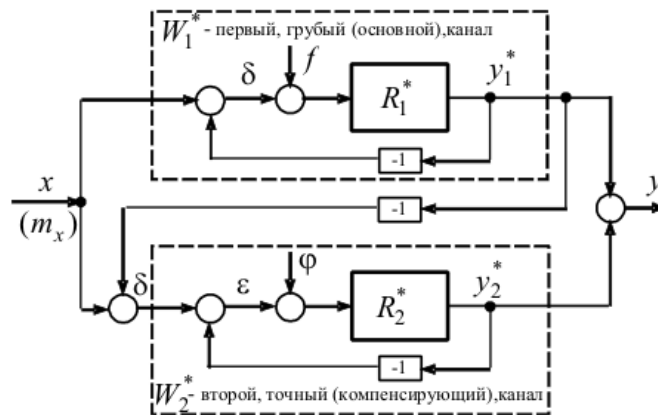 W₁* - первый, грубый (основной),канал
δ
f
R₁*
y₁*
-1
x
(mₓ)
-1
y
δ
ε
φ
R₂*
y₂*
-1
W₂*- второй, точный (компенсирующий),канал